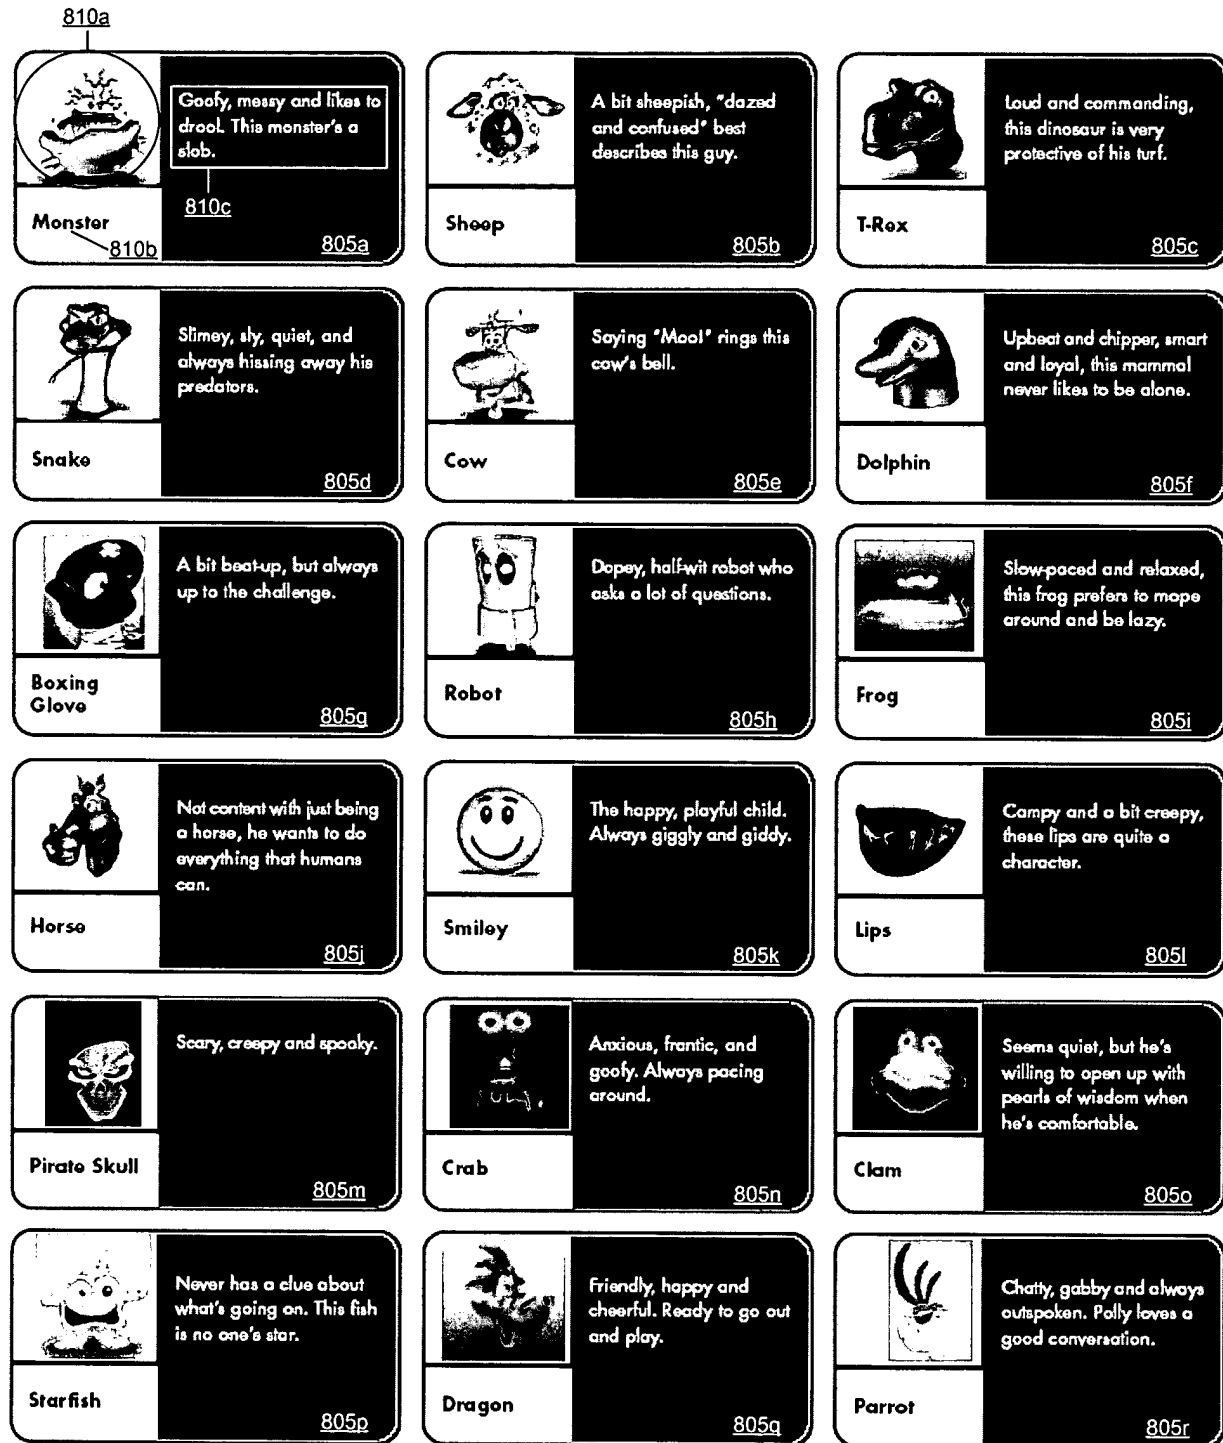 810a
Goofy, messy and likes to
drool. This monster's a
slob.
810c
Monster
810b
805a
A bit sheepish, "dazed
and confused" best
describes this guy.
Sheep
805b
Loud and commanding,
this dinosaur is very
protective of his turf.
T-Rex
805c
Slimey, sly, quiet, and
always hissing away his
predators.
Snake
805d
Saying "Moo!" rings this
cow's bell.
Cow
805e
Upbeat and chipper, smart
and loyal, this mammal
never likes to be alone.
Dolphin
805f
A bit beat-up, but always
up to the challenge.
Boxing
Glove
805g
Dopey, half-wit robot who
asks a lot of questions.
Robot
805h
Slow-paced and relaxed,
this frog prefers to mope
around and be lazy.
Frog
805i
Not content with just being
a horse, he wants to do
everything that humans
can.
Horse
805j
The happy, playful child.
Always giggly and giddy.
Smiley
805k
Campy and a bit creepy,
these lips are quite a
character.
Lips
805l
Scary, creepy and spooky.
Pirate Skull
805m
Anxious, frantic, and
goofy. Always pacing
around.
Crab
805n
Seems quiet, but he's
willing to open up with
pearls of wisdom when
he's comfortable.
Clam
805o
Never has a clue about
what's going on. This fish
is no one's star.
Starfish
805p
Friendly, happy and
cheerful. Ready to go out
and play.
Dragon
805q
Chatty, gabby and always
outspoken. Polly loves a
good conversation.
Parrot
805r